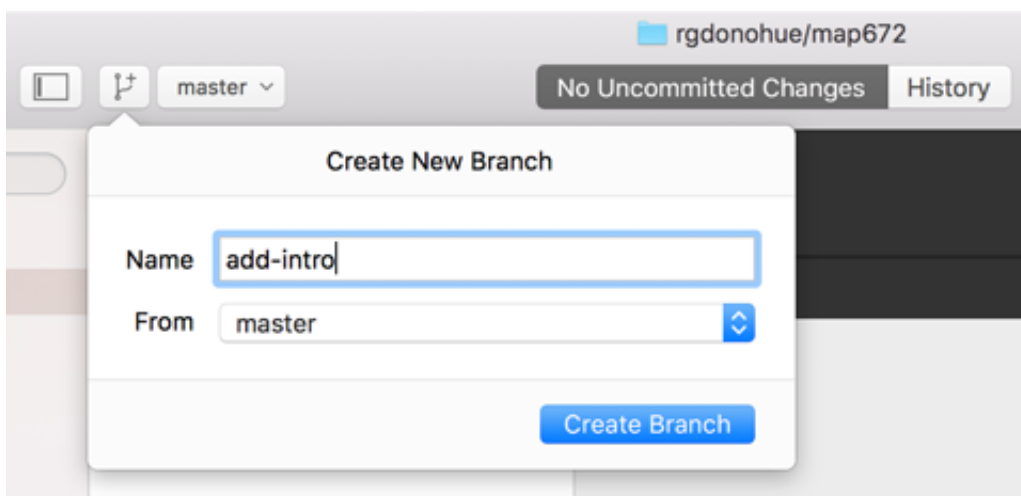 rgdonohue/map672
master
No Uncommitted Changes
History
Create New Branch
Name add-intro
From master
Create Branch